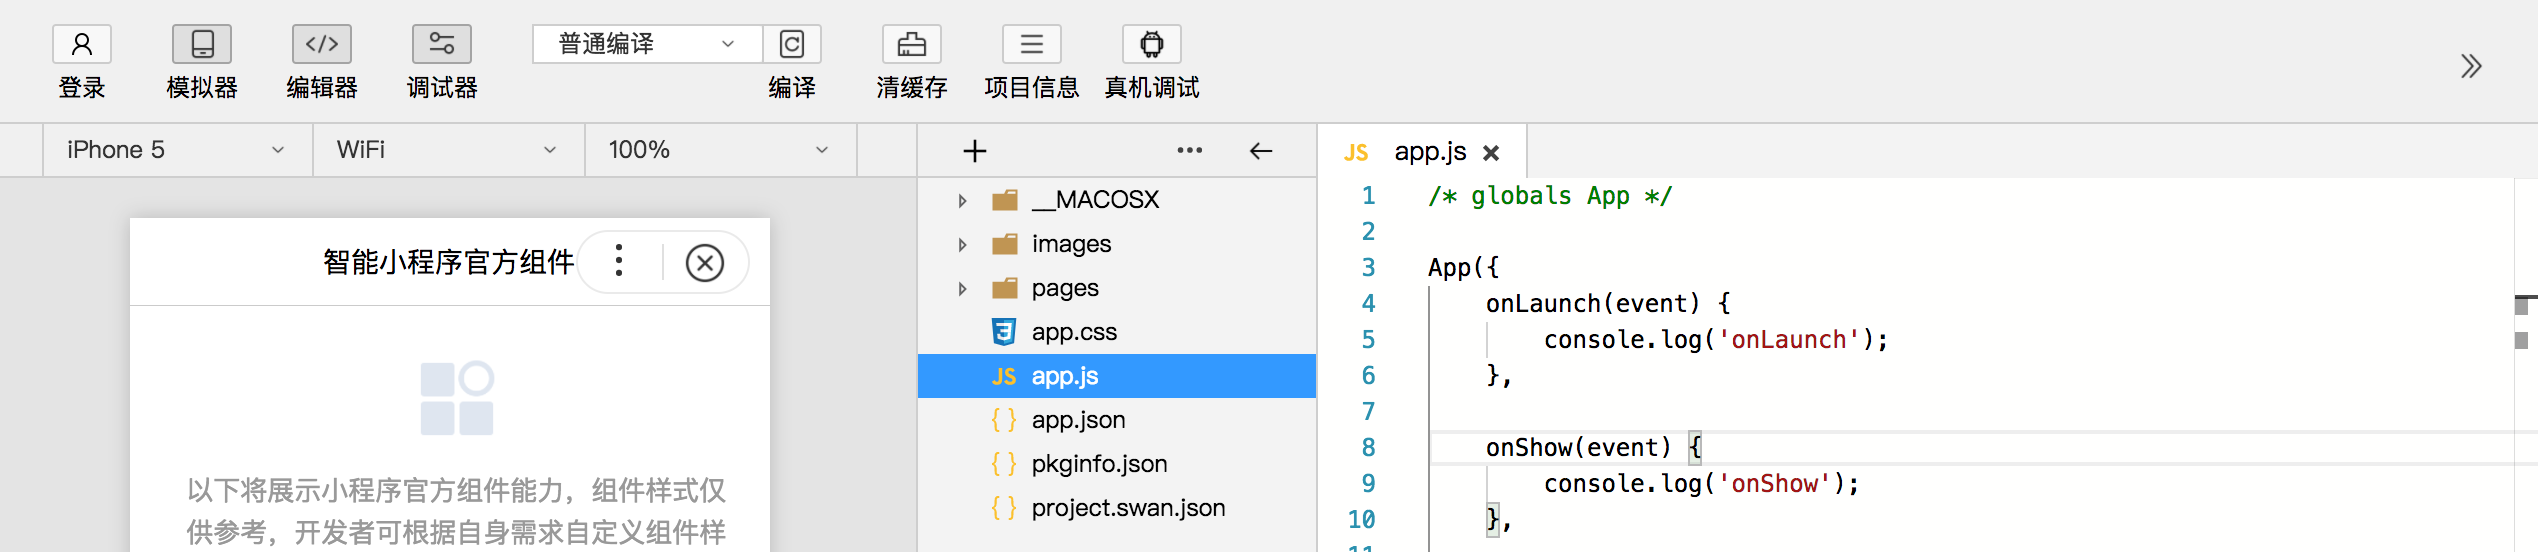 登录
模拟器
编辑器
调试器
普通编译
编译
清缓存
项目信息
真机调试
iPhone 5
WiFi
100%
智能小程序官方组件
以下将展示小程序官方组件能力，组件样式仅
供参考，开发者可根据自身需求自定义组件样
__MACOSX
images
pages
app.css
JS app.js
{ } app.json
{ } pkginfo.json
{ } project.swan.json
JS app.js
1 /* globals App */
2
3 App({
4 onLaunch(event) {
5 console.log('onLaunch');
6 },
7
8 onShow(event) {
9 console.log('onShow');
10 },
11